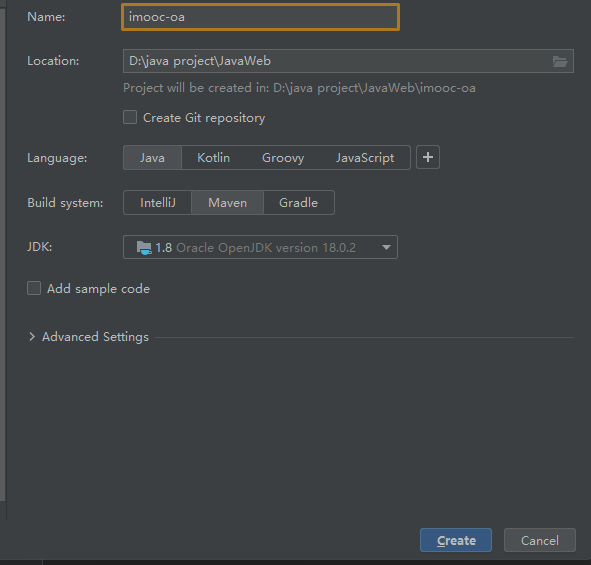 Name: imooc-oa
Location: D:\java project\JavaWeb
Project will be created in: D:\java project\JavaWeb\imooc-oa
Create Git repository
Language: Java Kotlin Groovy JavaScript +
Build system: IntelliJ Maven Gradle
JDK: 1.8 Oracle OpenJDK version 18.0.2
Add sample code
Advanced Settings
Create Cancel